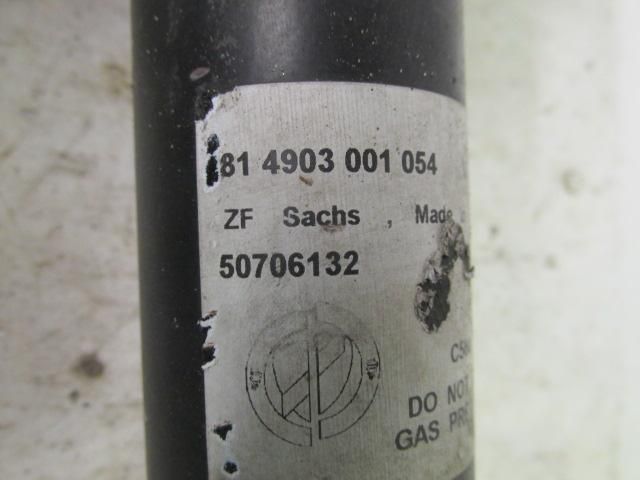 81 4903 001 054
ZF Sachs , Made
50706132
DO NOT
GAS